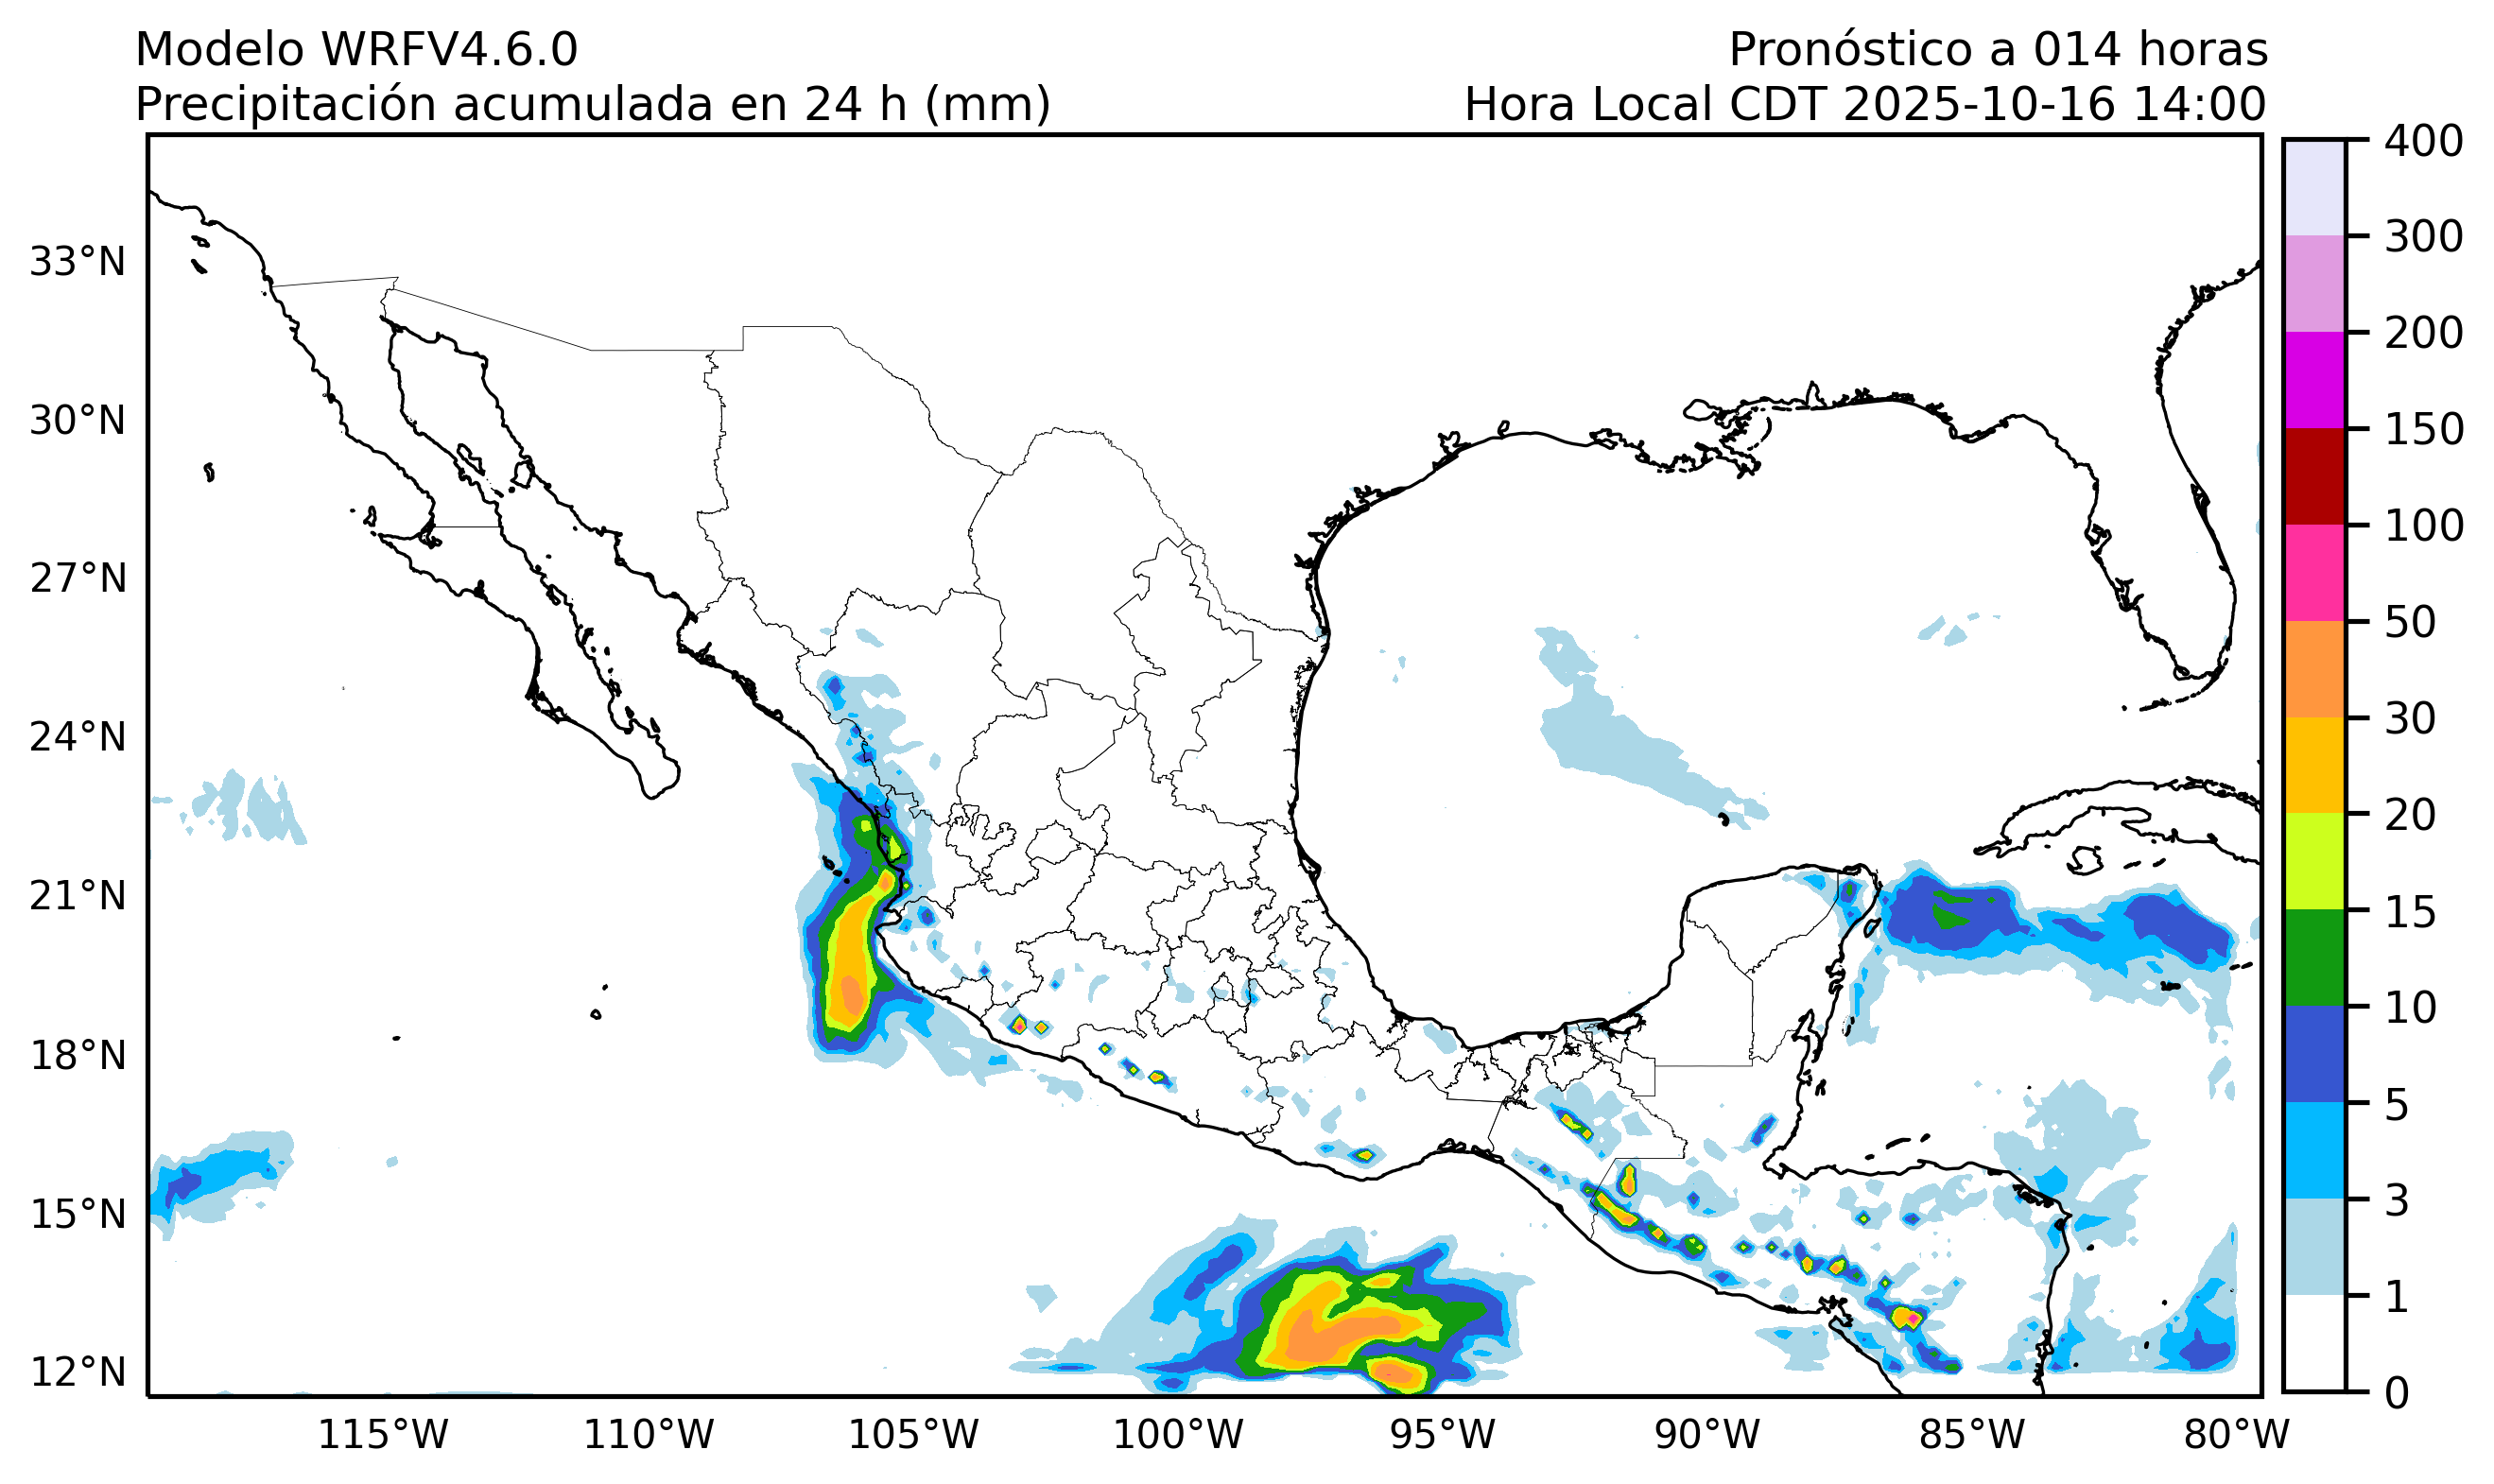 Modelo WRFV4.6.0
Pronóstico a 014 horas
Precipitación acumulada en 24 h (mm)
Hora Local CDT 2025-10-16 14:00
33°N
30°N
27°N
24°N
21°N
18°N
15°N
12°N
115°W
110°W
105°W
100°W
95°W
90°W
85°W
80°W
400
300
200
150
100
50
30
20
15
10
5
3
1
0